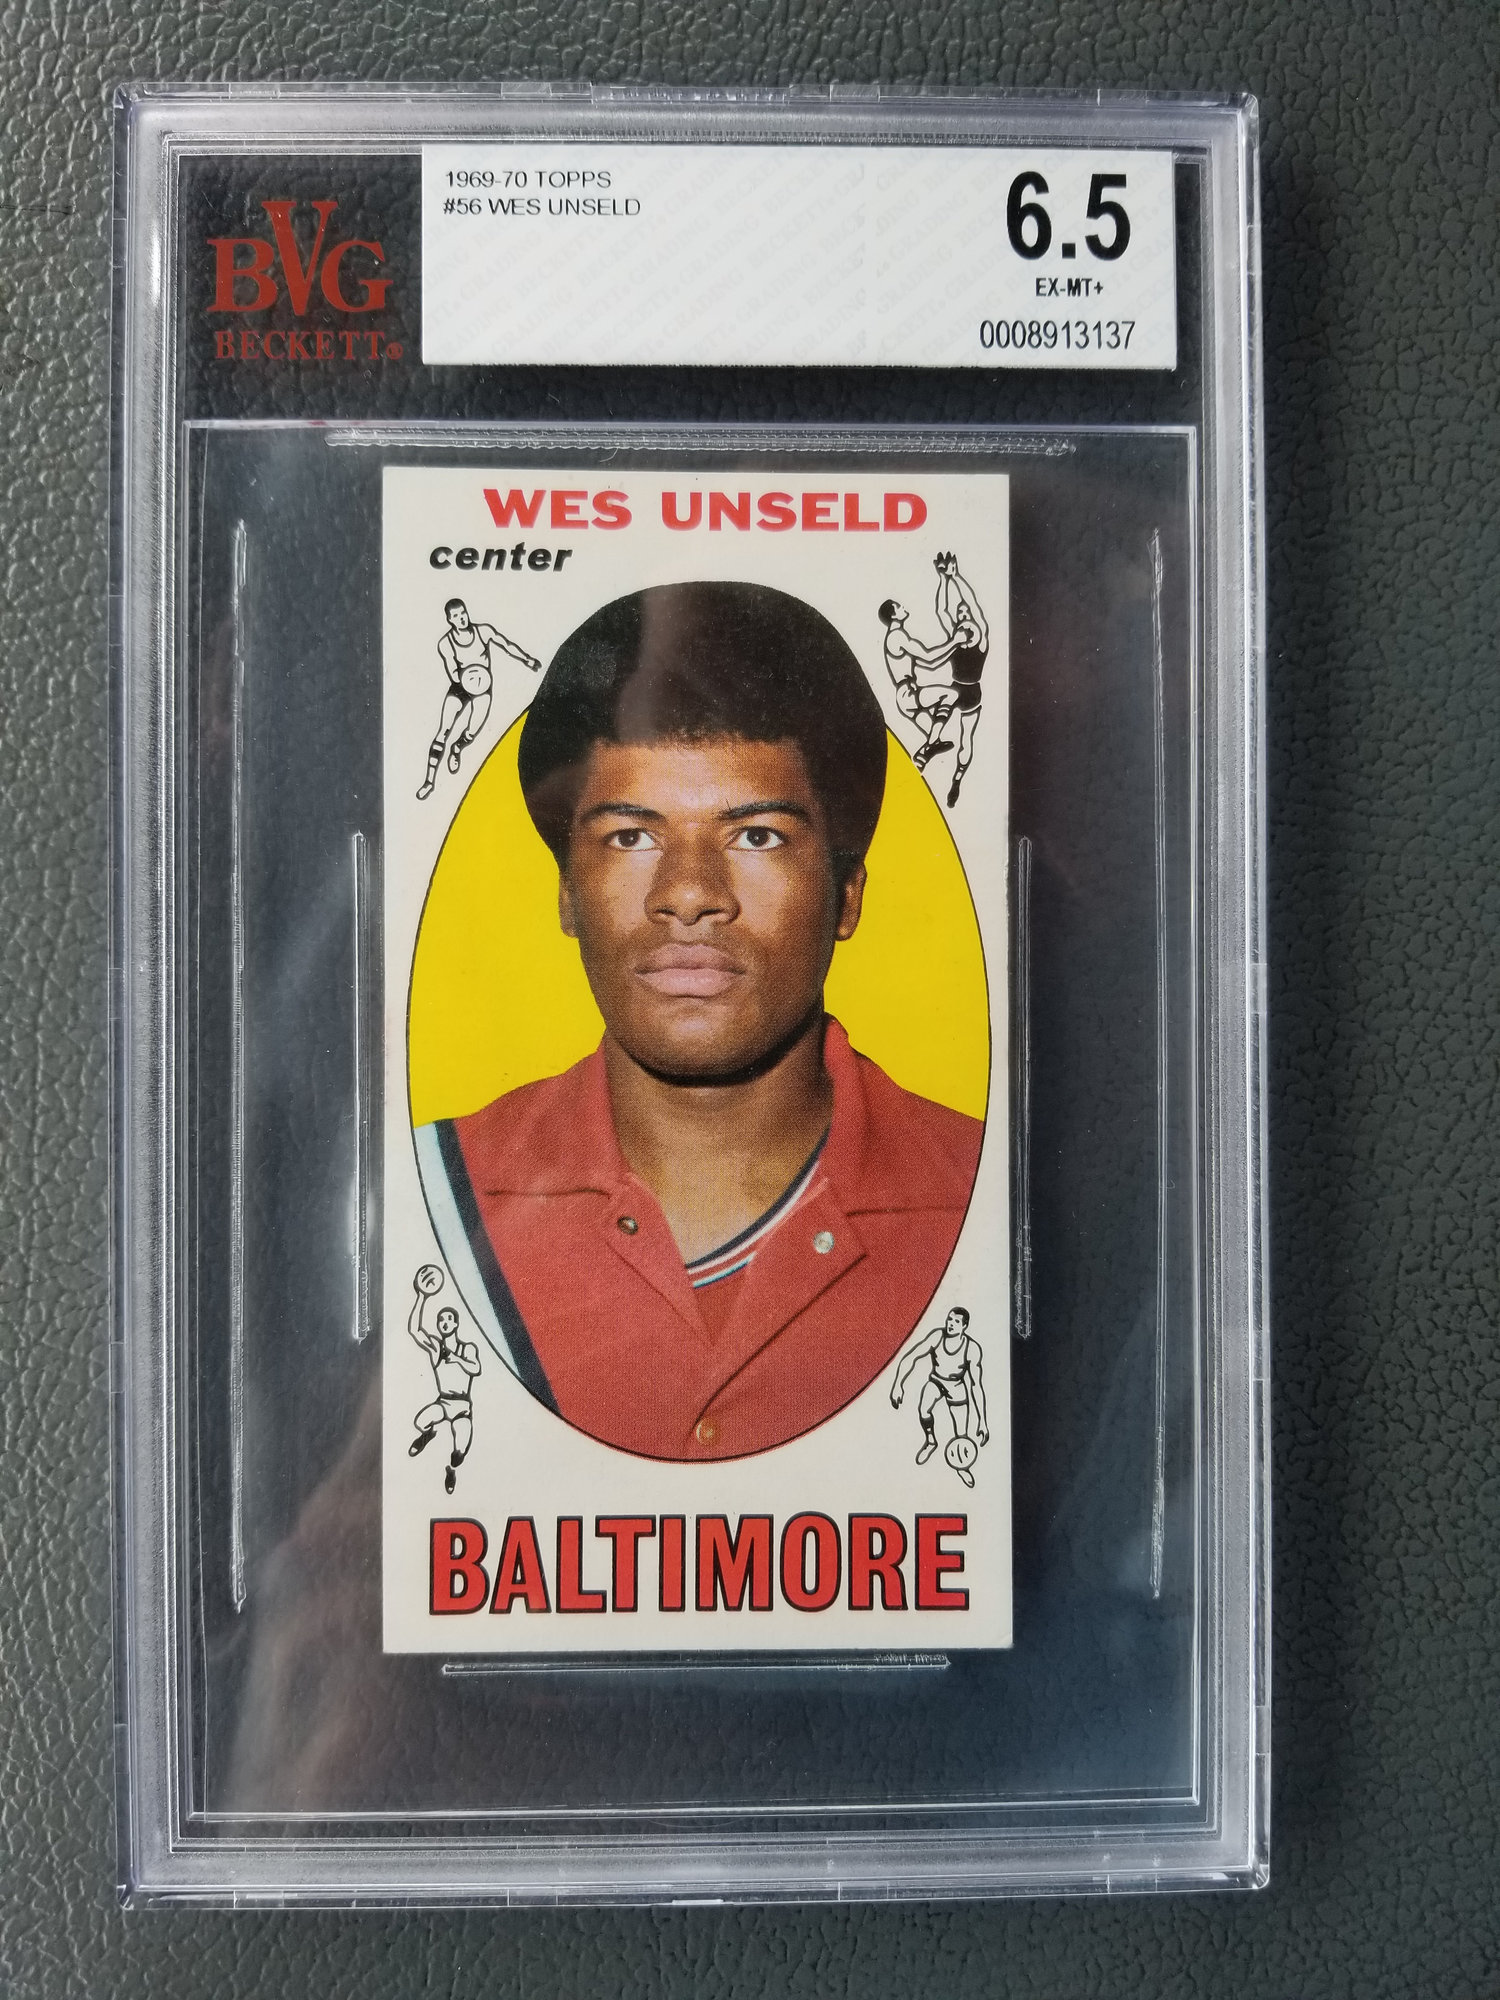 BVG
BECKETT®
1969-70 TOPPS
#56 WES UNSELD
6.5
EX-MT+
0008913137
WES UNSELD
center
BALTIMORE